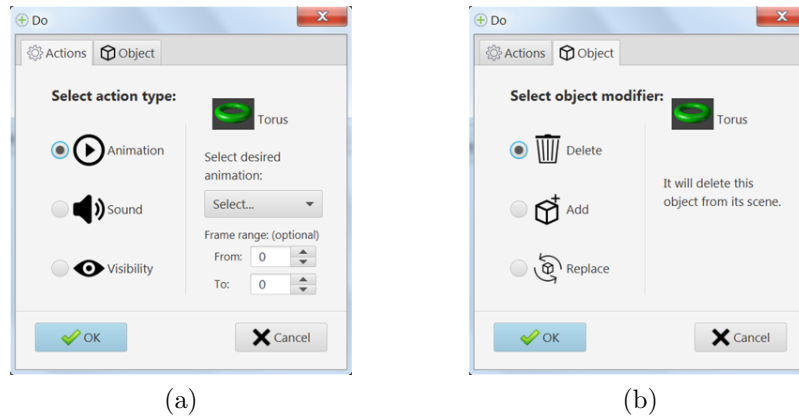 Do
Actions Object
Select action type:
Torus
Animation
Select desired
animation:
Sound
Select...
Frame range: (optional)
From: 0
Visibility
To: 0
OK Cancel
(a)
Do
Actions Object
Select object modifier:
Torus
Delete
It will delete this
object from its scene.
Add
Replace
OK Cancel
(b)